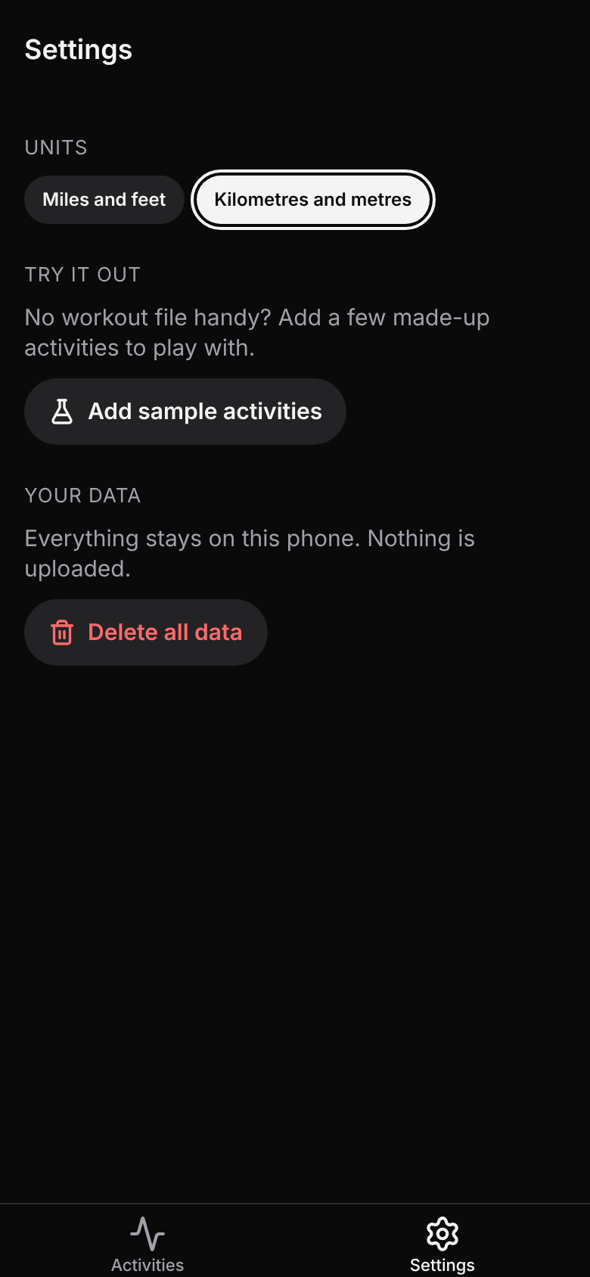 Settings
UNITS
Miles and feet
Kilometres and metres
TRY IT OUT
No workout file handy? Add a few made-up
activities to play with.
Add sample activities
YOUR DATA
Everything stays on this phone. Nothing is
uploaded.
Delete all data
Activities
Settings